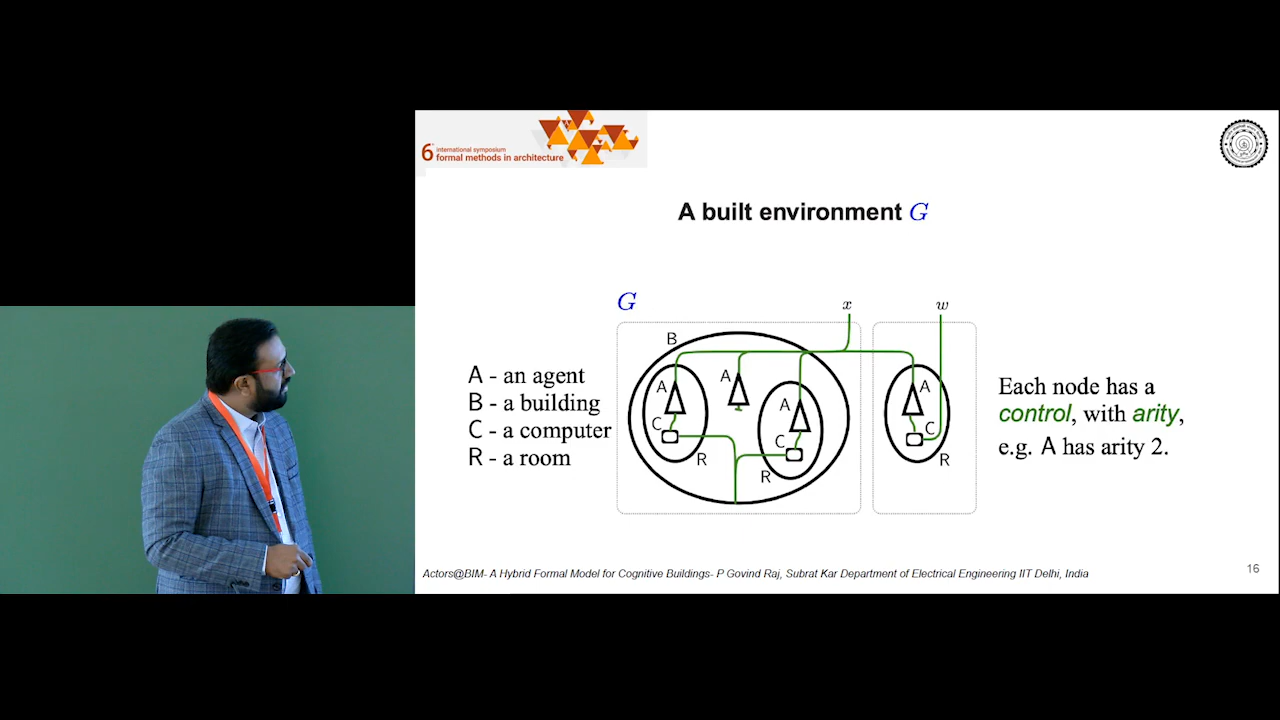 6th international symposium
formal methods in architecture
A built environment G
G
x
w
B
A
A
A
A
C
C
C
R
R
R
A - an agent
B - a building
C - a computer
R - a room
Each node has a
control, with arity,
e.g. A has arity 2.
Actors@BIM- A Hybrid Formal Model for Cognitive Buildings- P Govind Raj, Subrat Kar Department of Electrical Engineering IIT Delhi, India
16